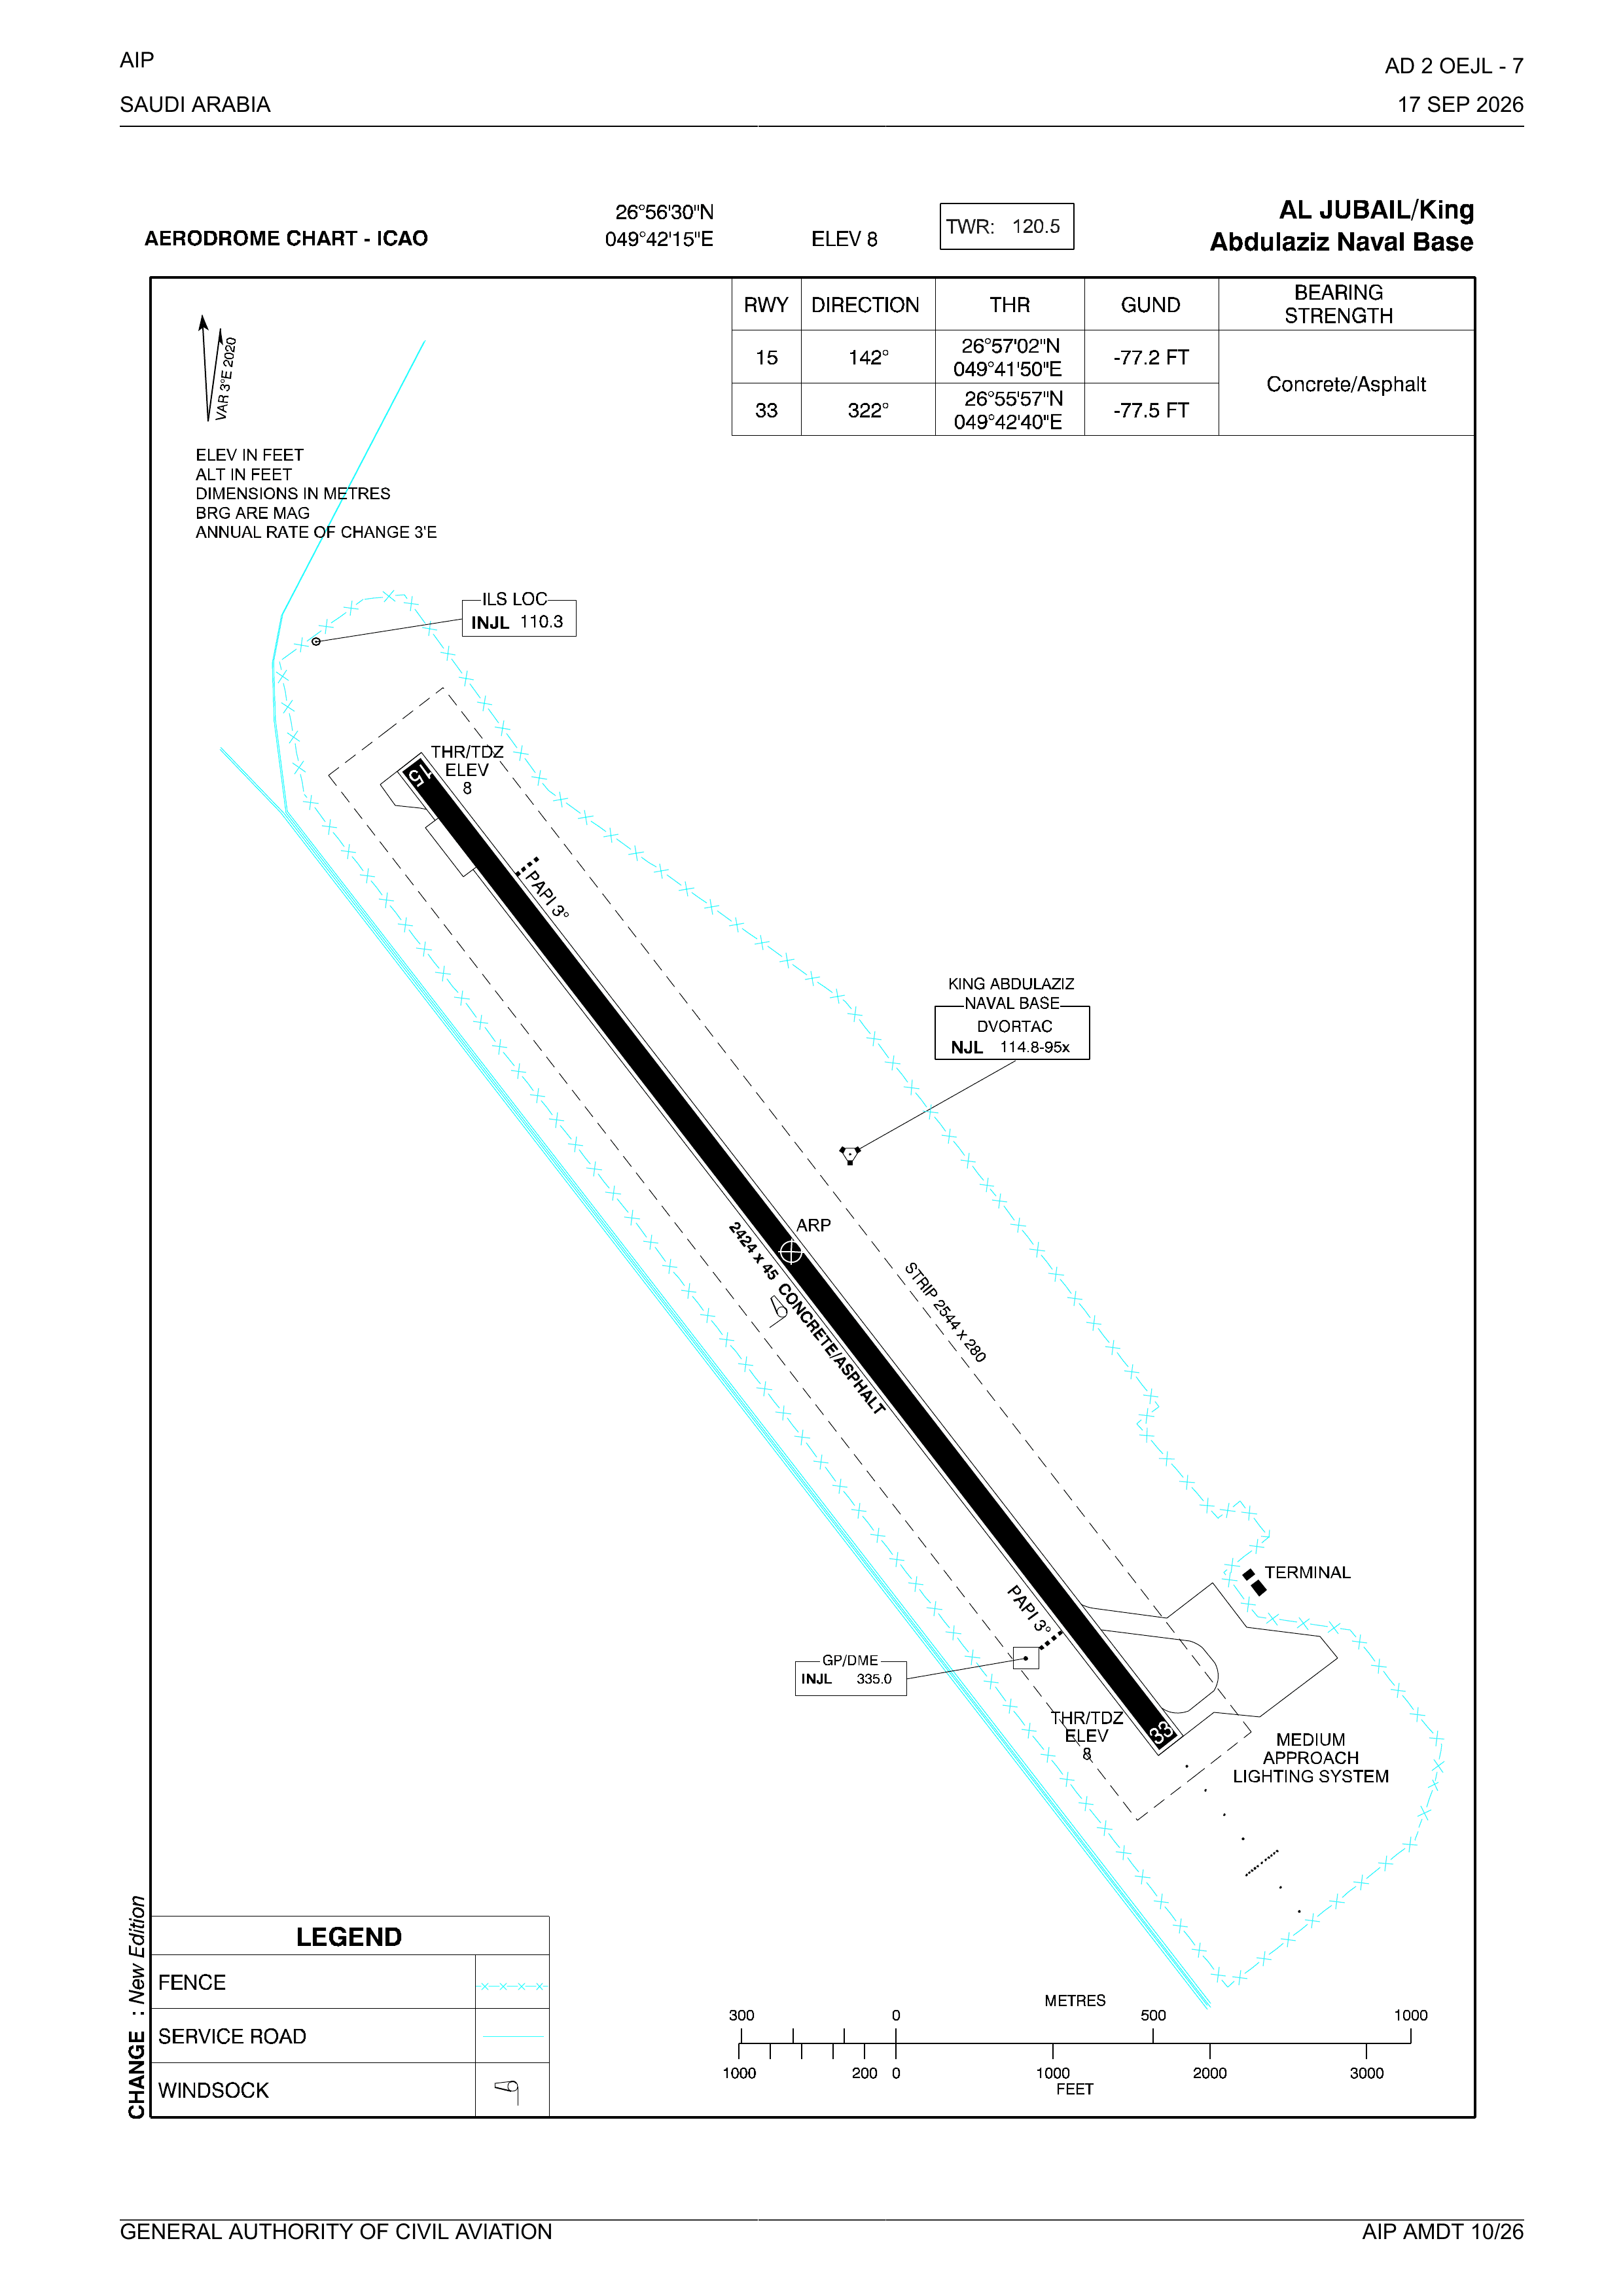 AIP
AD 2 OEJL - 7
SAUDI ARABIA
17 SEP 2026
AERODROME CHART - ICAO
26°56'30"N
049°42'15"E
ELEV 8
TWR: 120.5
AL JUBAIL/King
Abdulaziz Naval Base
RWY DIRECTION THR GUND BEARING STRENGTH
15 142° 26°57'02"N 049°41'50"E -77.2 FT Concrete/Asphalt
33 322° 26°55'57"N 049°42'40"E -77.5 FT
VAR 3°E 2020
ELEV IN FEET
ALT IN FEET
DIMENSIONS IN METRES
BRG ARE MAG
ANNUAL RATE OF CHANGE 3'E
ILS LOC
INJL 110.3
THR/TDZ
ELEV
8
15
PAPI 3°
KING ABDULAZIZ
NAVAL BASE
DVORTAC
NJL 114.8-95x
ARP
2424 x 45 CONCRETE/ASPHALT
STRIP 2544 x 280
TERMINAL
PAPI 3°
GP/DME
INJL 335.0
THR/TDZ
ELEV
8
33
MEDIUM
APPROACH
LIGHTING SYSTEM
CHANGE : New Edition
LEGEND
FENCE
SERVICE ROAD
WINDSOCK
METRES
300 0 500 1000
1000 200 0 1000 2000 3000
FEET
GENERAL AUTHORITY OF CIVIL AVIATION
AIP AMDT 10/26